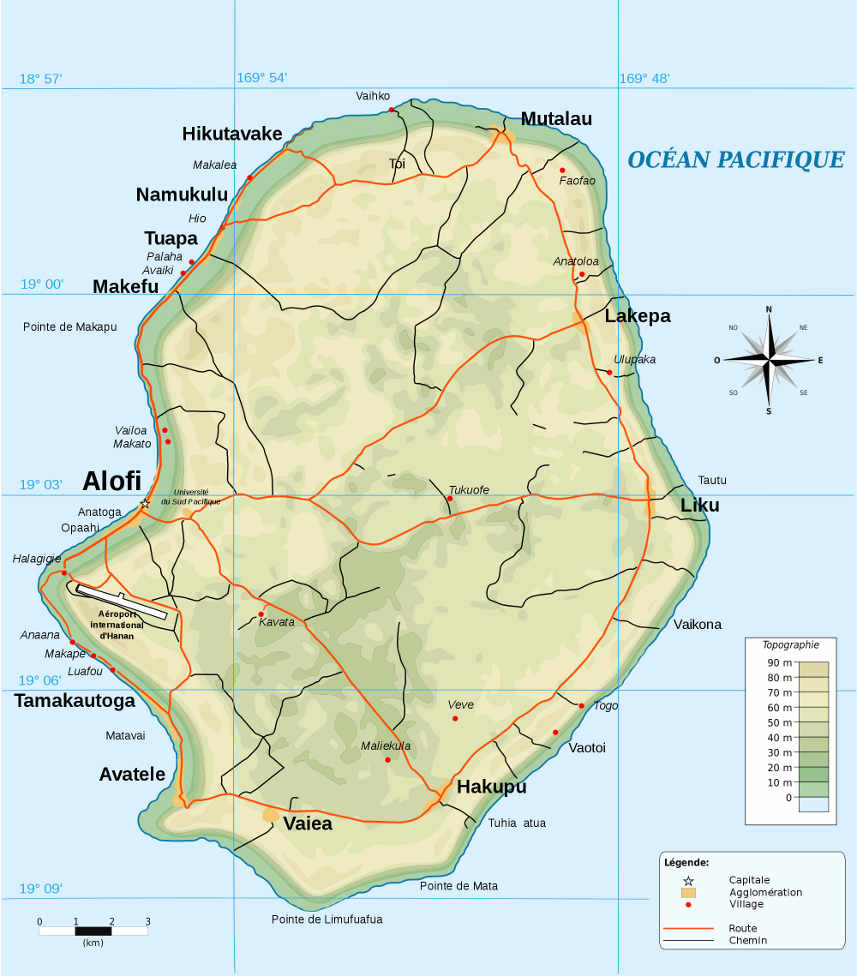 169° 54'
169° 48'
18° 57'
Vaihko
Mutalau
Hikutavake
OCÉAN PACIFIQUE
Toi
Makalea
Faofao
Namukulu
Hio
Tuapa
Palaha
Anatoloa
Avaiki
19° 00'
Makefu
Lakepa
Pointe de Makapu
N
NO
NE
O
E
SO
SE
S
Ulupaka
Vailoa
Makato
Alofi
19° 03'
Tautu
Université
du Sud Pacifique
Tukuofe
Liku
Anatoga
Opaahi
Halagigie
Aéroport
international
d'Hanan
Kavata
Vaikona
Anaana
Makape
Luafou
19° 06'
Tamakautoga
Veve
Togo
Matavai
Maliekula
Vaotoi
Avatele
Hakupu
Vaiea
Tuhia atua
Pointe de Mata
19° 09'
Pointe de Limufuafua
0 1 2 3
(km)
Topographie
90 m
80 m
70 m
60 m
50 m
40 m
30 m
20 m
10 m
0
Légende:
Capitale
Agglomération
Village
Route
Chemin